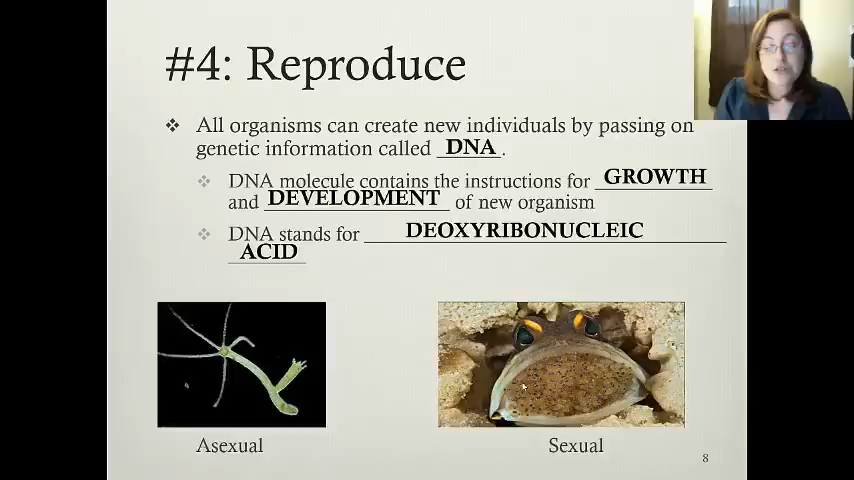 #4: Reproduce
❖ All organisms can create new individuals by passing on
genetic information called DNA.
❖ DNA molecule contains the instructions for GROWTH
and DEVELOPMENT of new organism
❖ DNA stands for DEOXYRIBONUCLEIC
ACID
Asexual
Sexual
8